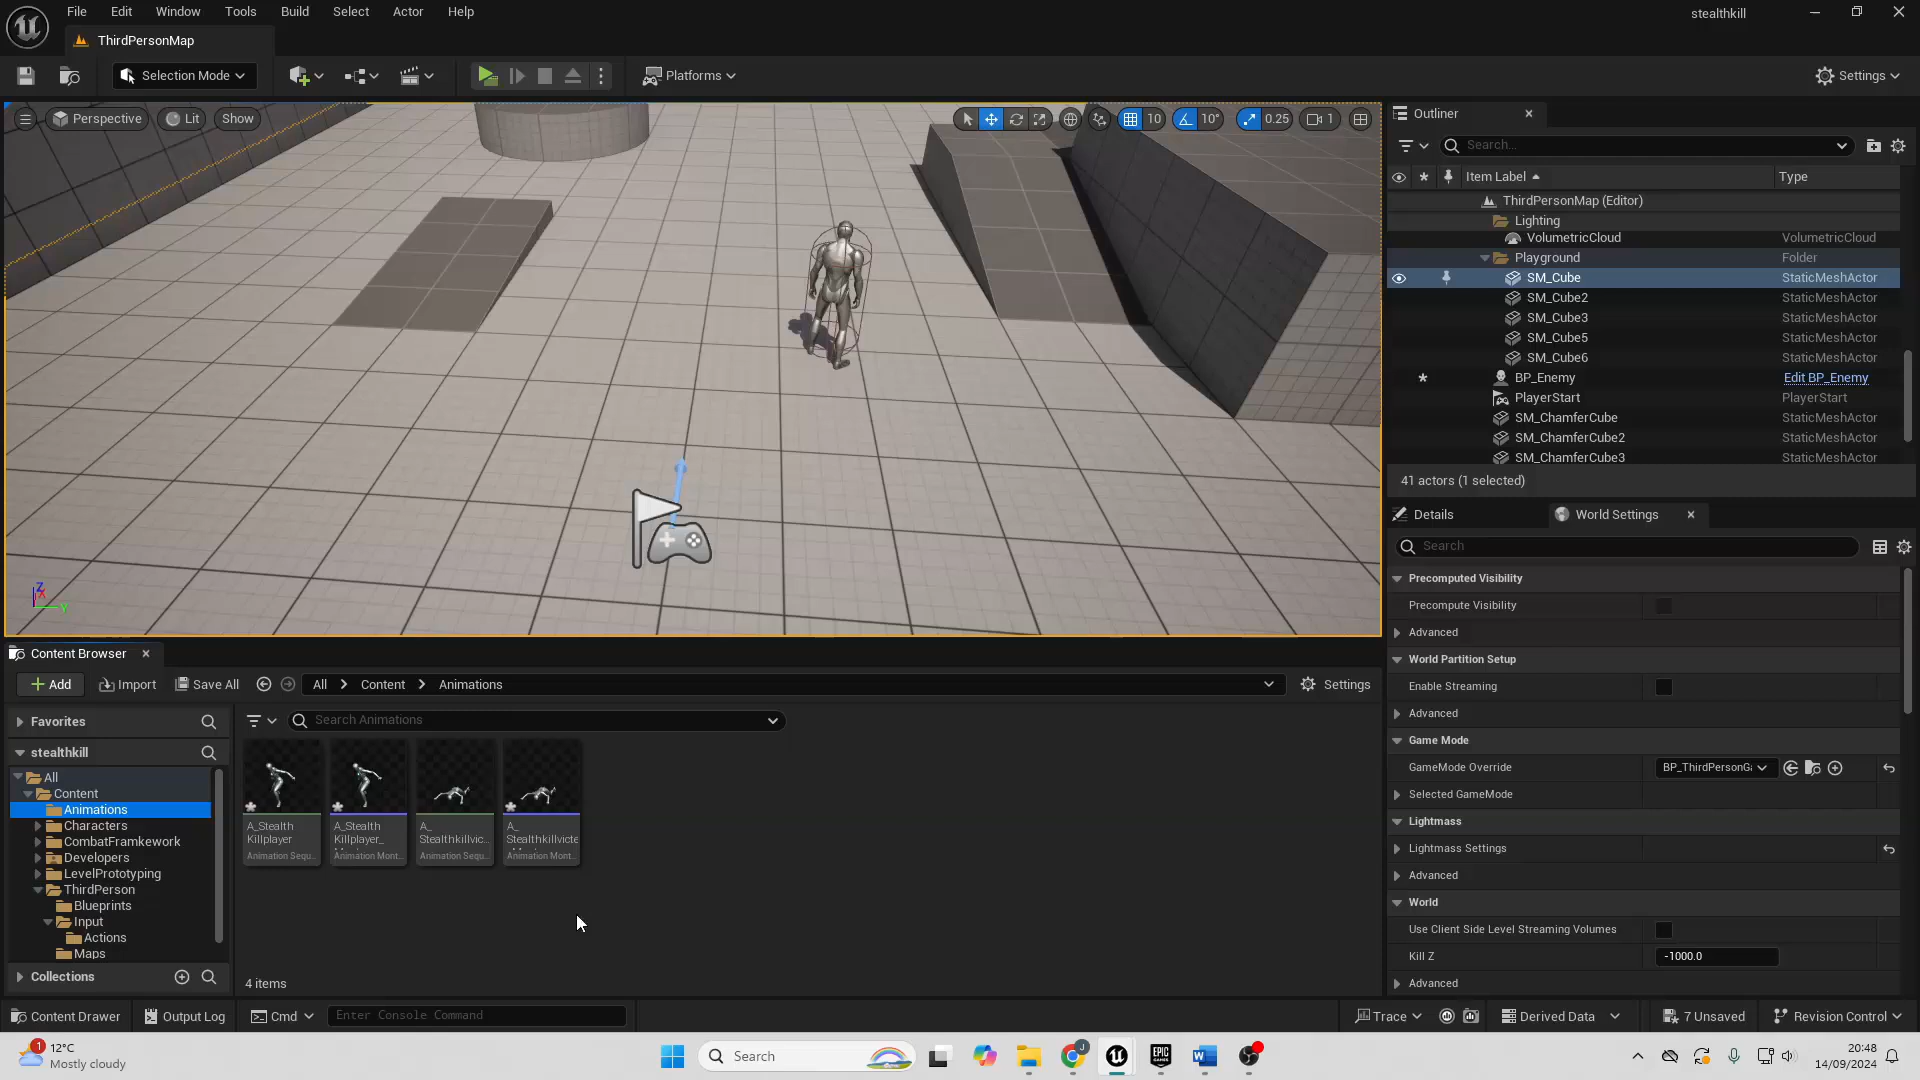 File Edit Window Tools Build Select Actor Help
stealthkill
ThirdPersonMap
Selection Mode
Platforms
Settings
Perspective Lit Show
10 10° 0.25 1
Outliner
Search...
Item Label Type
ThirdPersonMap (Editor)
Lighting
VolumetricCloud VolumetricCloud
Playground Folder
SM_Cube StaticMeshActor
SM_Cube2 StaticMeshActor
SM_Cube3 StaticMeshActor
SM_Cube5 StaticMeshActor
SM_Cube6 StaticMeshActor
BP_Enemy Edit BP_Enemy
PlayerStart PlayerStart
SM_ChamferCube StaticMeshActor
SM_ChamferCube2 StaticMeshActor
SM_ChamferCube3 StaticMeshActor
41 actors (1 selected)
Details World Settings
Search
Precomputed Visibility
Precompute Visibility
Advanced
World Partition Setup
Enable Streaming
Advanced
Game Mode
GameMode Override BP_ThirdPersonGa
Selected GameMode
Lightmass
Lightmass Settings
Advanced
World
Use Client Side Level Streaming Volumes
Kill Z -1000.0
Advanced
Z X Y
Content Browser
Add Import Save All All Content Animations Settings
Favorites
Search Animations
stealthkill
All
Content
Animations
Characters
CombatFramkework
Developers
LevelPrototyping
ThirdPerson
Blueprints
Input
Actions
Maps
Collections
A_Stealth
Killplayer
Animation Sequ...
A_Stealth
Killplayer_
Animation Mont...
A_
Stealthkillvic...
Animation Sequ...
A_
Stealthkillvicte
Animation Mont...
4 items
Content Drawer Output Log Cmd Enter Console Command
Trace Derived Data 7 Unsaved Revision Control
1
12°C
Mostly cloudy
Search
EPIC GAMES
20:48
14/09/2024